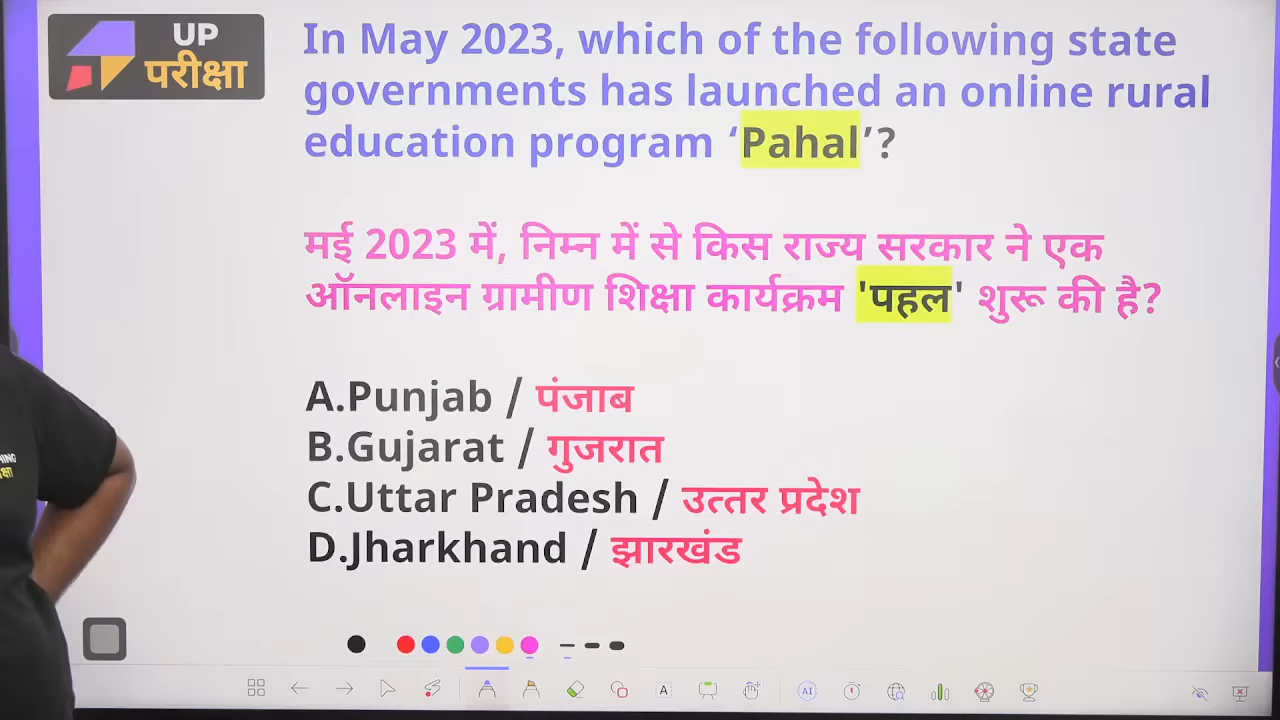 UP
परीक्षा
In May 2023, which of the following state
governments has launched an online rural
education program ‘Pahal’?
मई 2023 में, निम्न में से किस राज्य सरकार ने एक
ऑनलाइन ग्रामीण शिक्षा कार्यक्रम 'पहल' शुरू की है?
A.Punjab / पंजाब
B.Gujarat / गुजरात
C.Uttar Pradesh / उत्तर प्रदेश
D.Jharkhand / झारखंड
A
AI